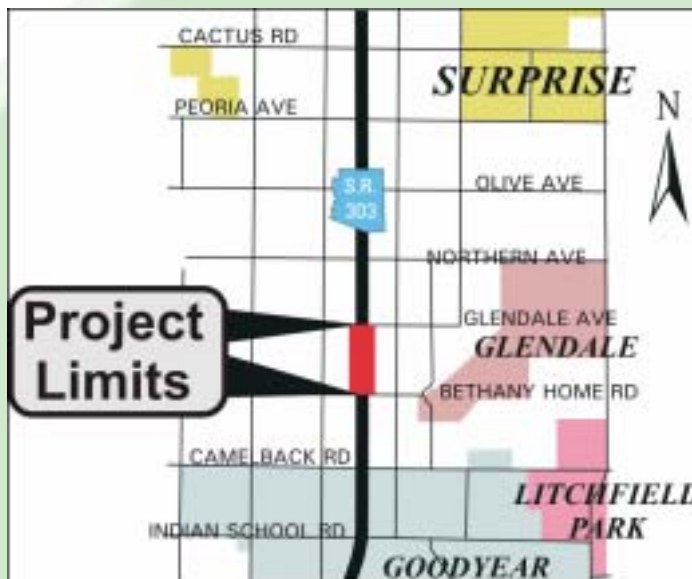 CACTUS RD
SURPRISE
PEORIA AVE
N
S.R.
303
OLIVE AVE
NORTHERN AVE
Project
Limits
GLENDALE AVE
GLENDALE
BETHANY HOME RD
CAMELBACK RD
LITCHFIELD
PARK
INDIAN SCHOOL RD
GOODYEAR